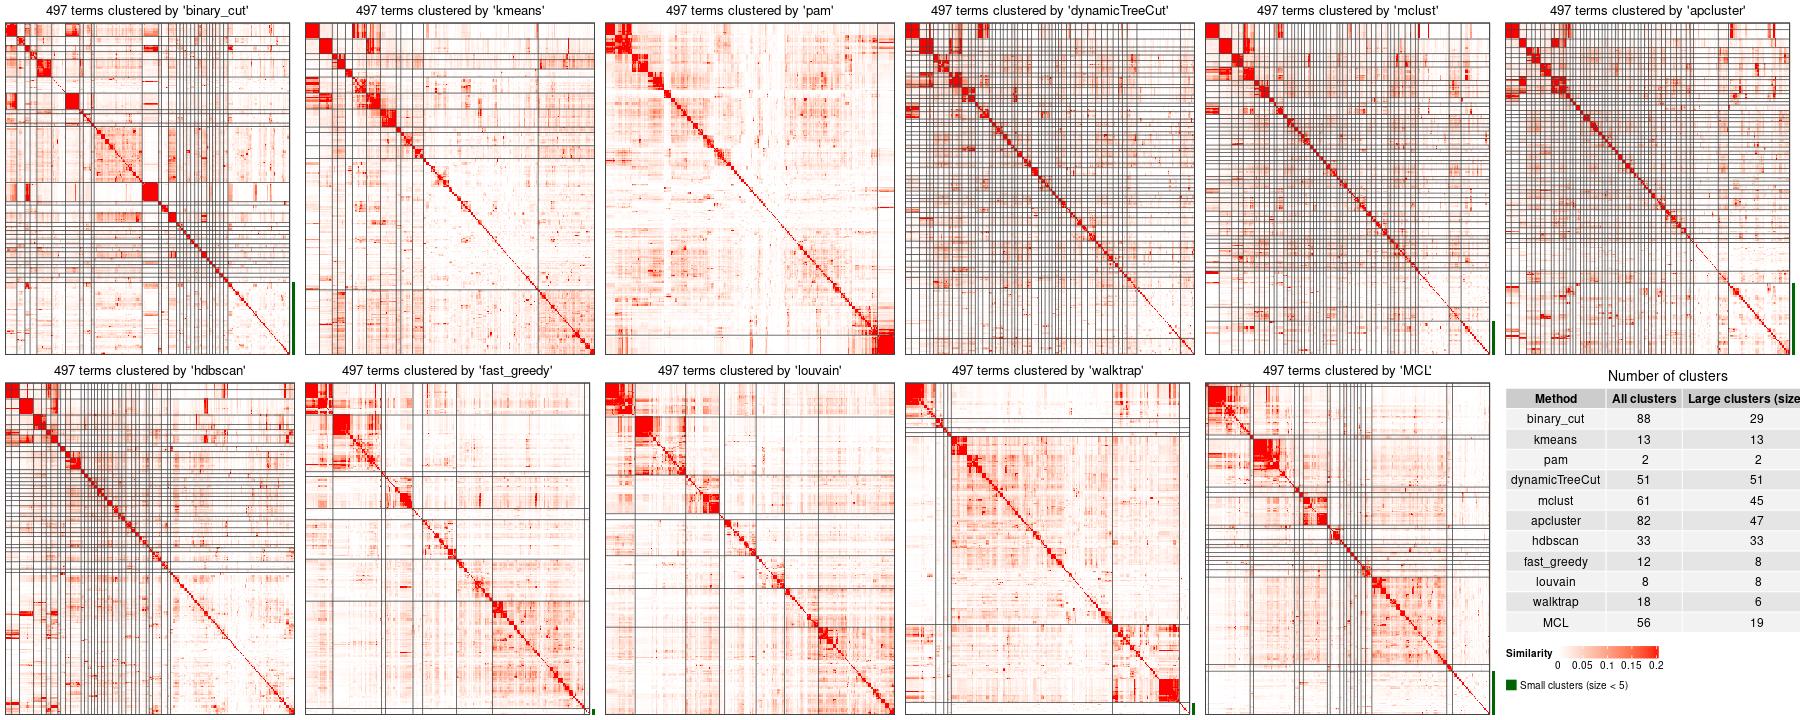 497 terms clustered by 'binary_cut'
497 terms clustered by 'kmeans'
497 terms clustered by 'pam'
497 terms clustered by 'dynamicTreeCut'
497 terms clustered by 'mclust'
497 terms clustered by 'apcluster'
497 terms clustered by 'hdbscan'
497 terms clustered by 'fast_greedy'
497 terms clustered by 'louvain'
497 terms clustered by 'walktrap'
497 terms clustered by 'MCL'
Number of clusters
Method All clusters Large clusters (size
binary_cut 88 29
kmeans 13 13
pam 2 2
dynamicTreeCut 51 51
mclust 61 45
apcluster 82 47
hdbscan 33 33
fast_greedy 12 8
louvain 8 8
walktrap 18 6
MCL 56 19
Similarity
0 0.05 0.1 0.15 0.2
Small clusters (size < 5)